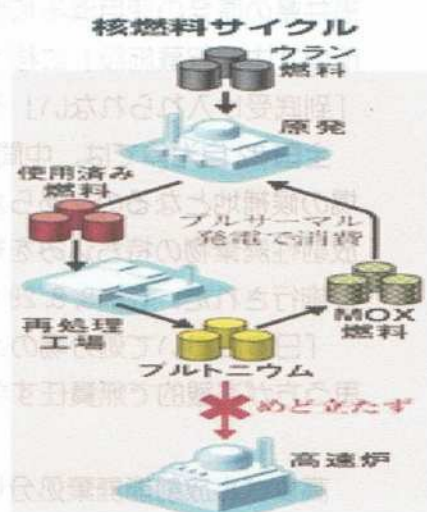 核燃料サイクル
ウラン
燃料
原発
使用済み
燃料
プルサーマル
発電で消費
再処理
工場
プルトニウム
MOX
燃料
めど立たず
高速炉